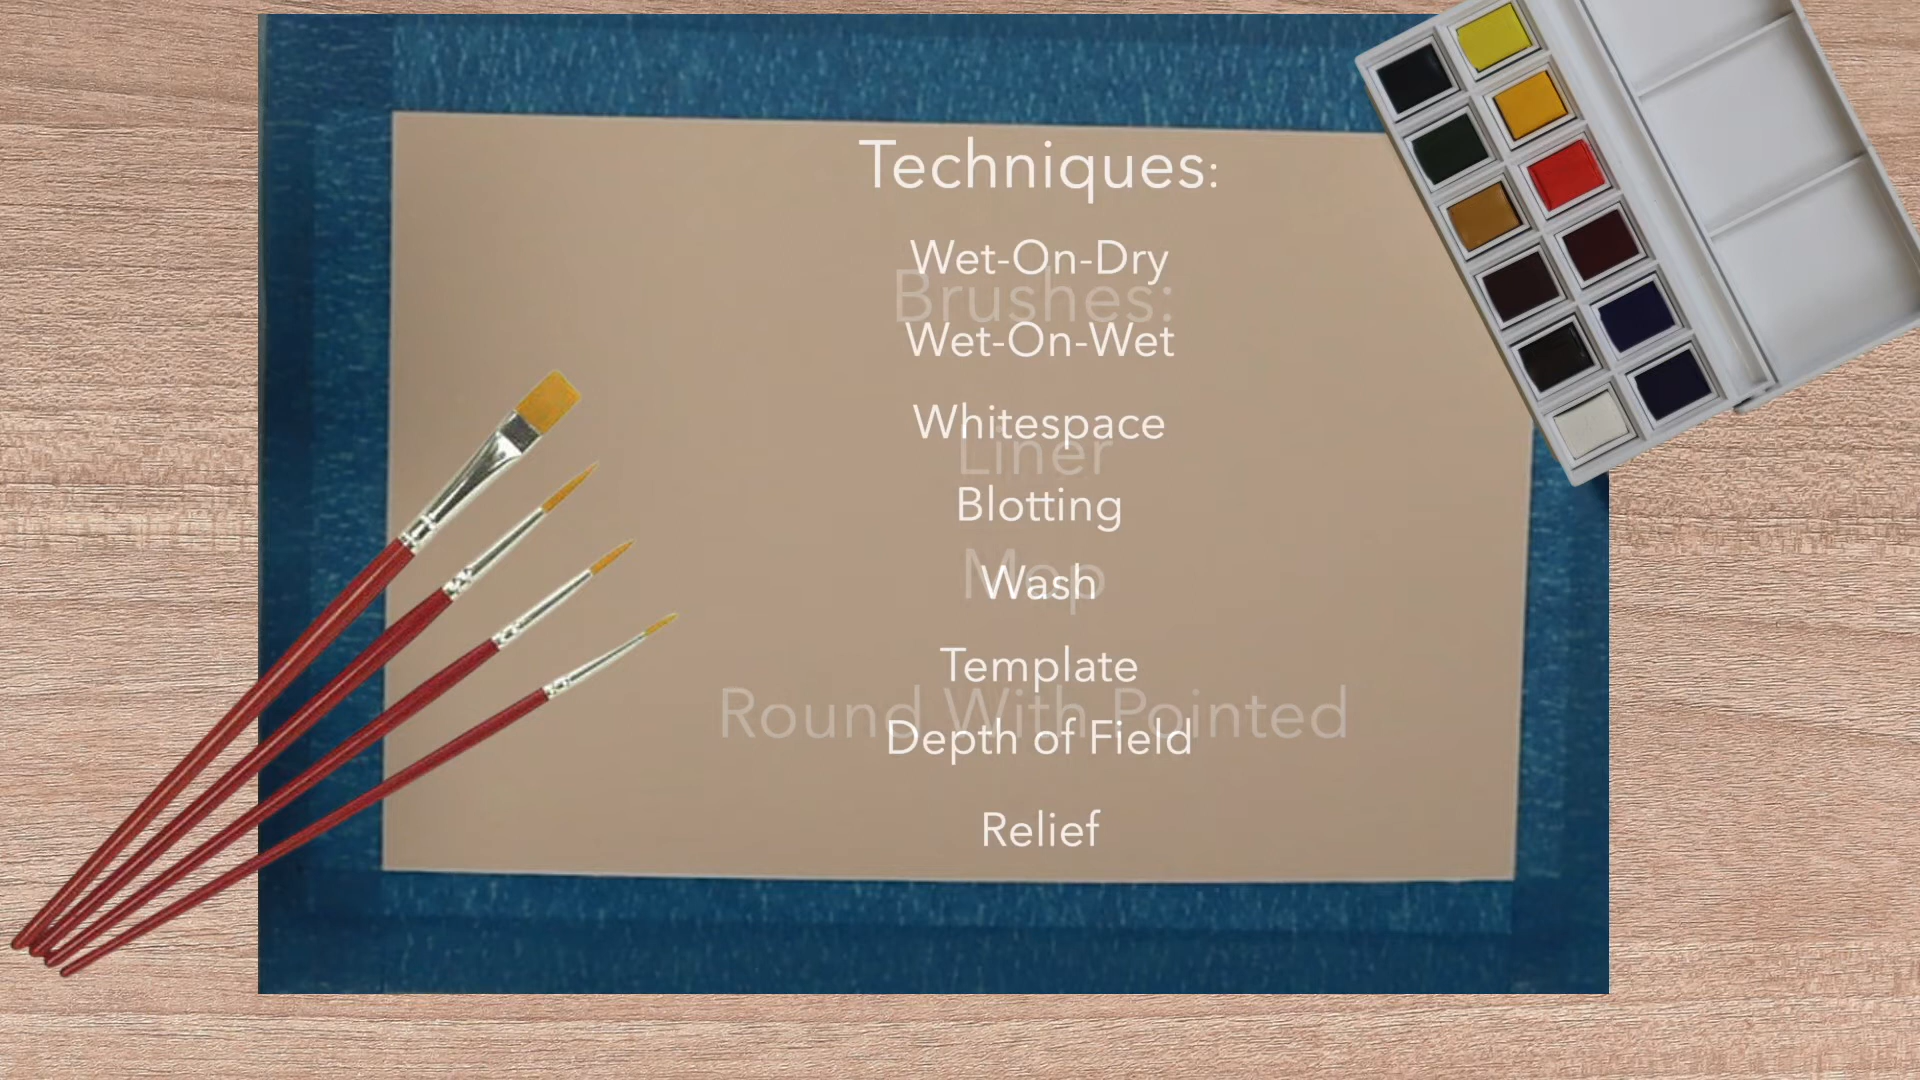 Techniques:
Wet-On-Dry
Brushes:
Wet-On-Wet
Whitespace
Liner
Blotting
Mop
Wash
Template
Round With Pointed
Depth of Field
Relief